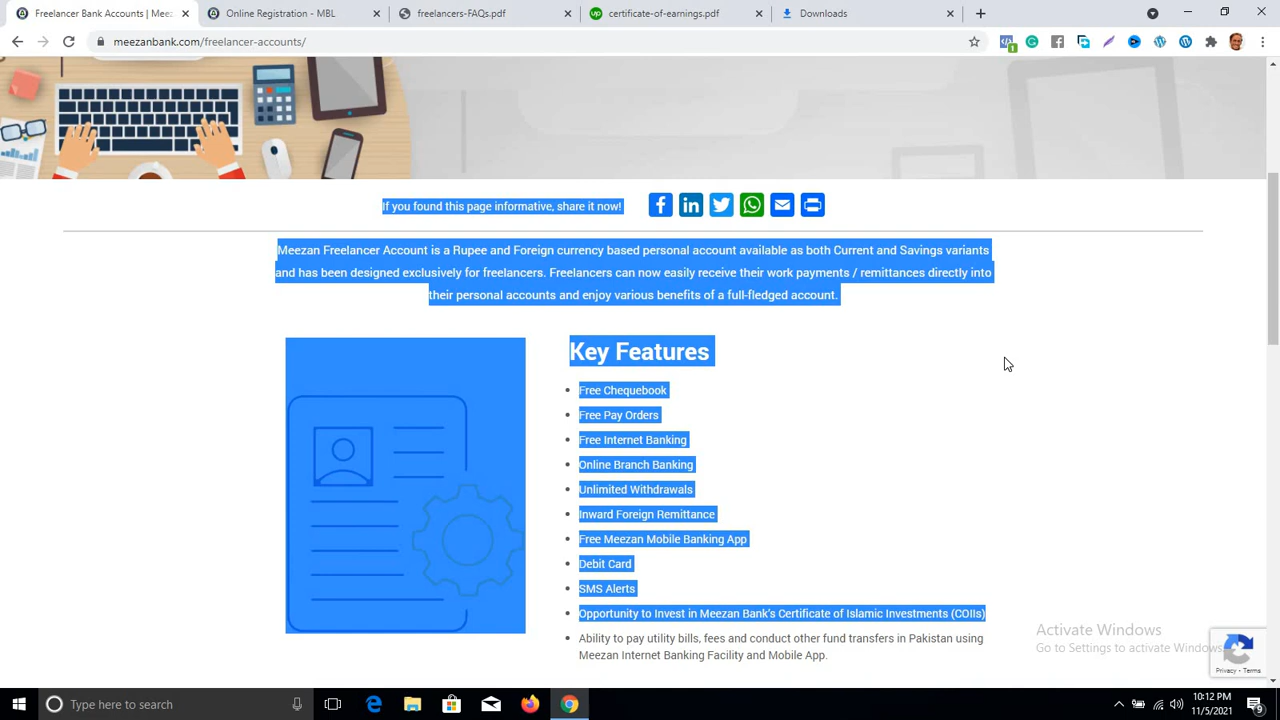 Freelancer Bank Accounts | Mee
Online Registration - MBL
freelancers-FAQs.pdf
certificate-of-earnings.pdf
Downloads
meezanbank.com/freelancer-accounts/
1
If you found this page informative, share it now!
Meezan Freelancer Account is a Rupee and Foreign currency based personal account available as both Current and Savings variants
and has been designed exclusively for freelancers. Freelancers can now easily receive their work payments / remittances directly into
their personal accounts and enjoy various benefits of a full-fledged account.
Key Features
Free Chequebook
Free Pay Orders
Free Internet Banking
Online Branch Banking
Unlimited Withdrawals
Inward Foreign Remittance
Free Meezan Mobile Banking App
Debit Card
SMS Alerts
Opportunity to Invest in Meezan Bank's Certificate of Islamic Investments (COIIs)
Ability to pay utility bills, fees and conduct other fund transfers in Pakistan using
Meezan Internet Banking Facility and Mobile App.
Activate Windows
Go to Settings to activate Windows.
Privacy - Terms
Type here to search
10:12 PM
11/5/2021
9